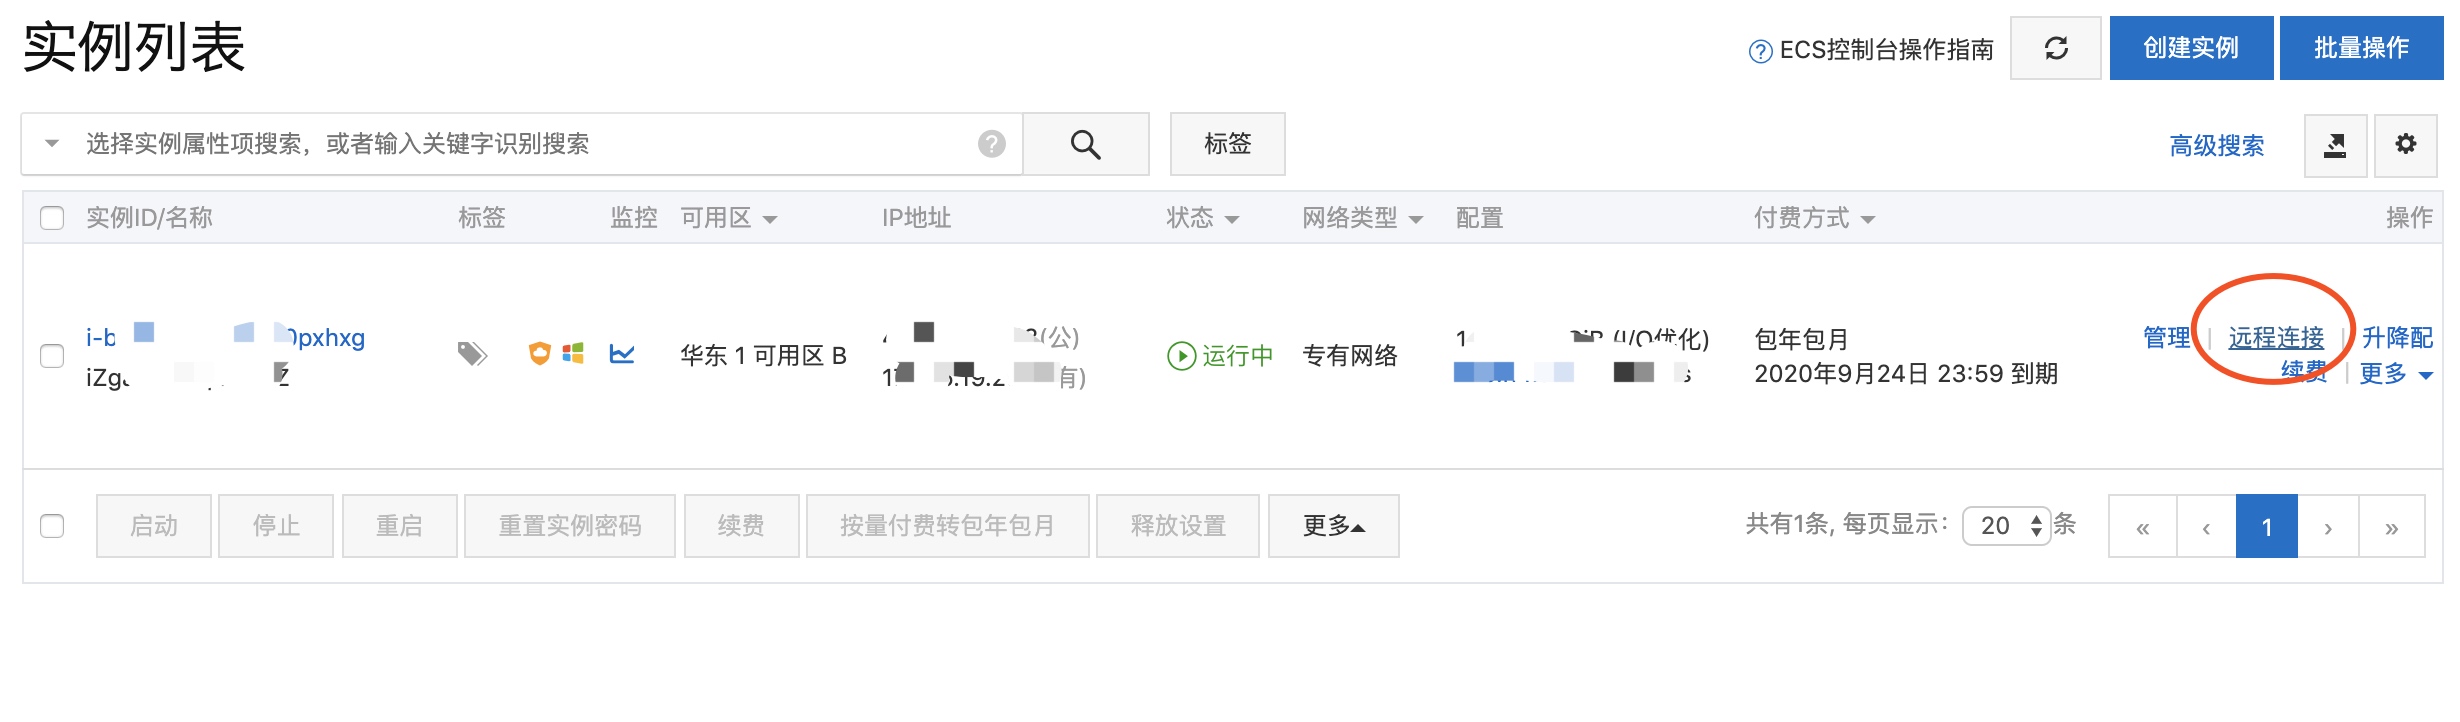 实例列表
ECS控制台操作指南
创建实例
批量操作
选择实例属性项搜索，或者输入关键字识别搜索
标签
高级搜索
实例ID/名称 标签 监控 可用区 IP地址 状态 网络类型 配置 付费方式 操作
i-b 0pxhxg (公) 华东 1 可用区 B 运行中 专有网络 1 (I/O优化) 包年包月 管理 | 远程连接 | 升降配
iZg 有) 2020年9月24日 23:59 到期 续费 | 更多
启动 停止 重启 重置实例密码 续费 按量付费转包年包月 释放设置 更多 共有1条, 每页显示: 20 条 « ‹ 1 › »